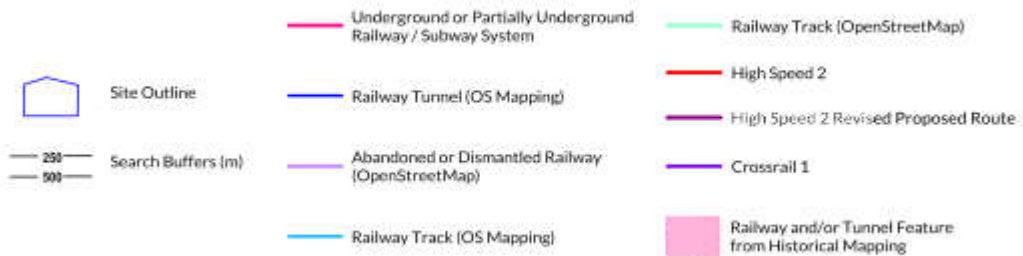 Site Outline
250
500
Search Buffers (m)
Underground or Partially Underground
Railway / Subway System
Railway Tunnel (OS Mapping)
Abandoned or Dismantled Railway
(OpenStreetMap)
Railway Track (OS Mapping)
Railway Track (OpenStreetMap)
High Speed 2
High Speed 2 Revised Proposed Route
Crossrail 1
Railway and/or Tunnel Feature
from Historical Mapping